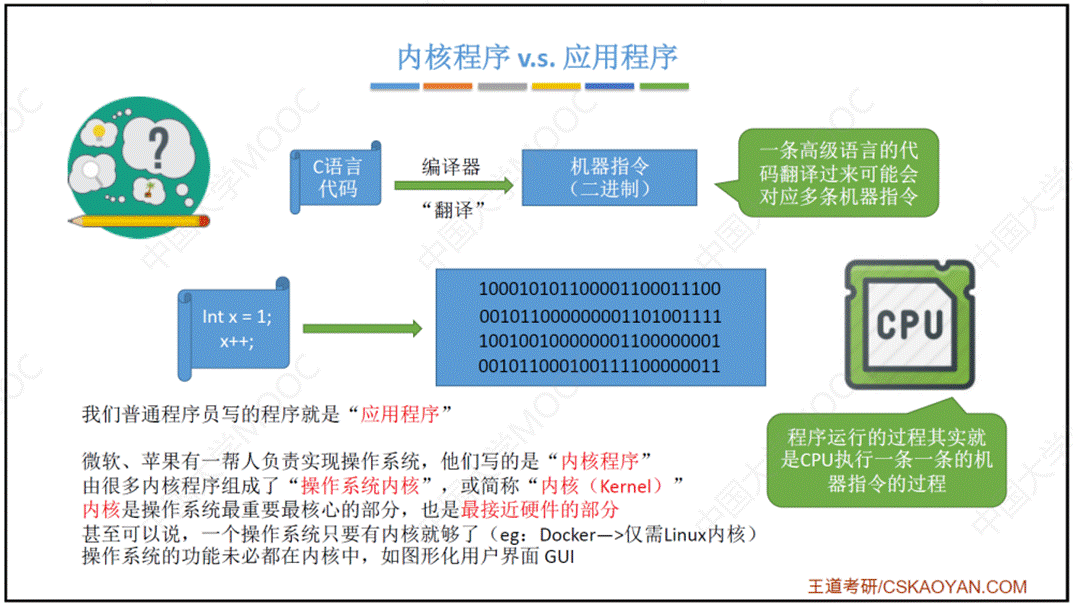 内核程序 v.s. 应用程序
C语言
代码
编译器
“翻译”
机器指令
（二进制）
一条高级语言的代
码翻译过来可能会
对应多条机器指令
Int x = 1;
x++;
100010101100001100011100
001011000000001101001111
100100100000001100000001
001011000100111100000011
CPU
程序运行的过程其实就
是CPU执行一条一条的机
器指令的过程
我们普通程序员写的程序就是“应用程序”
微软、苹果有一帮人负责实现操作系统，他们写的是“内核程序”
由很多内核程序组成了“操作系统内核”，或简称“内核（Kernel）”
内核是操作系统最重要最核心的部分，也是最接近硬件的部分
甚至可以说，一个操作系统只要有内核就够了（eg：Docker—>仅需Linux内核）
操作系统的功能未必都在内核中，如图形化用户界面 GUI
王道考研/CSKAOYAN.COM
中国大学MOOC